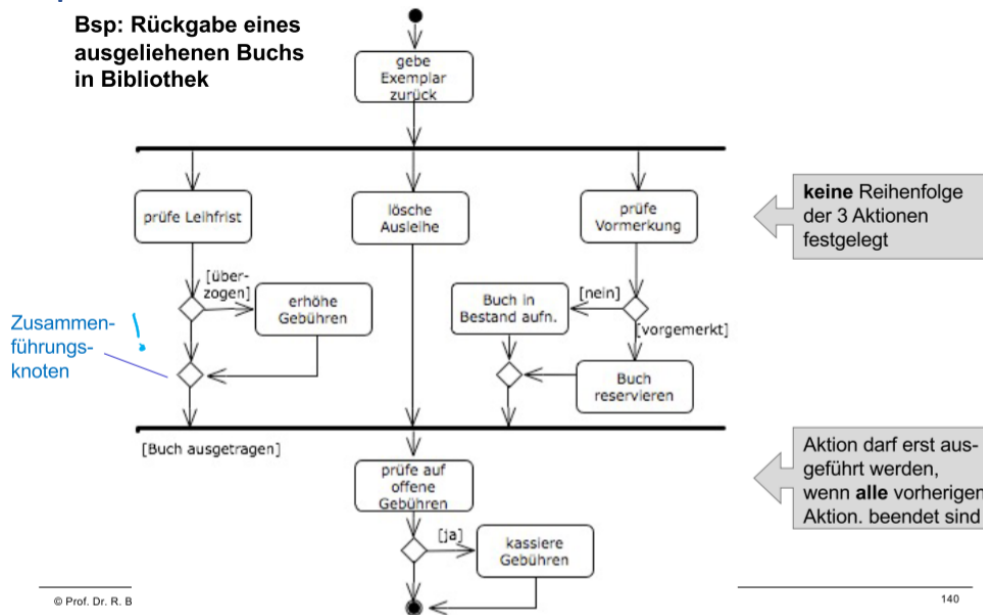 Bsp: Rückgabe eines
ausgeliehenen Buchs
in Bibliothek
gebe
Exemplar
zurück
prüfe Leihfrist
lösche
Ausleihe
prüfe
Vormerkung
keine Reihenfolge
der 3 Aktionen
festgelegt
[über-
zogen]
erhöhe
Gebühren
Buch in
Bestand aufn.
[nein]
[vorgemerkt]
Zusammen-
führungs-
knoten
!
Buch
reservieren
[Buch ausgetragen]
prüfe auf
offene
Gebühren
Aktion darf erst aus-
geführt werden,
wenn alle vorherigen
Aktion. beendet sind
[ja]
kassiere
Gebühren
© Prof. Dr. R. B
140